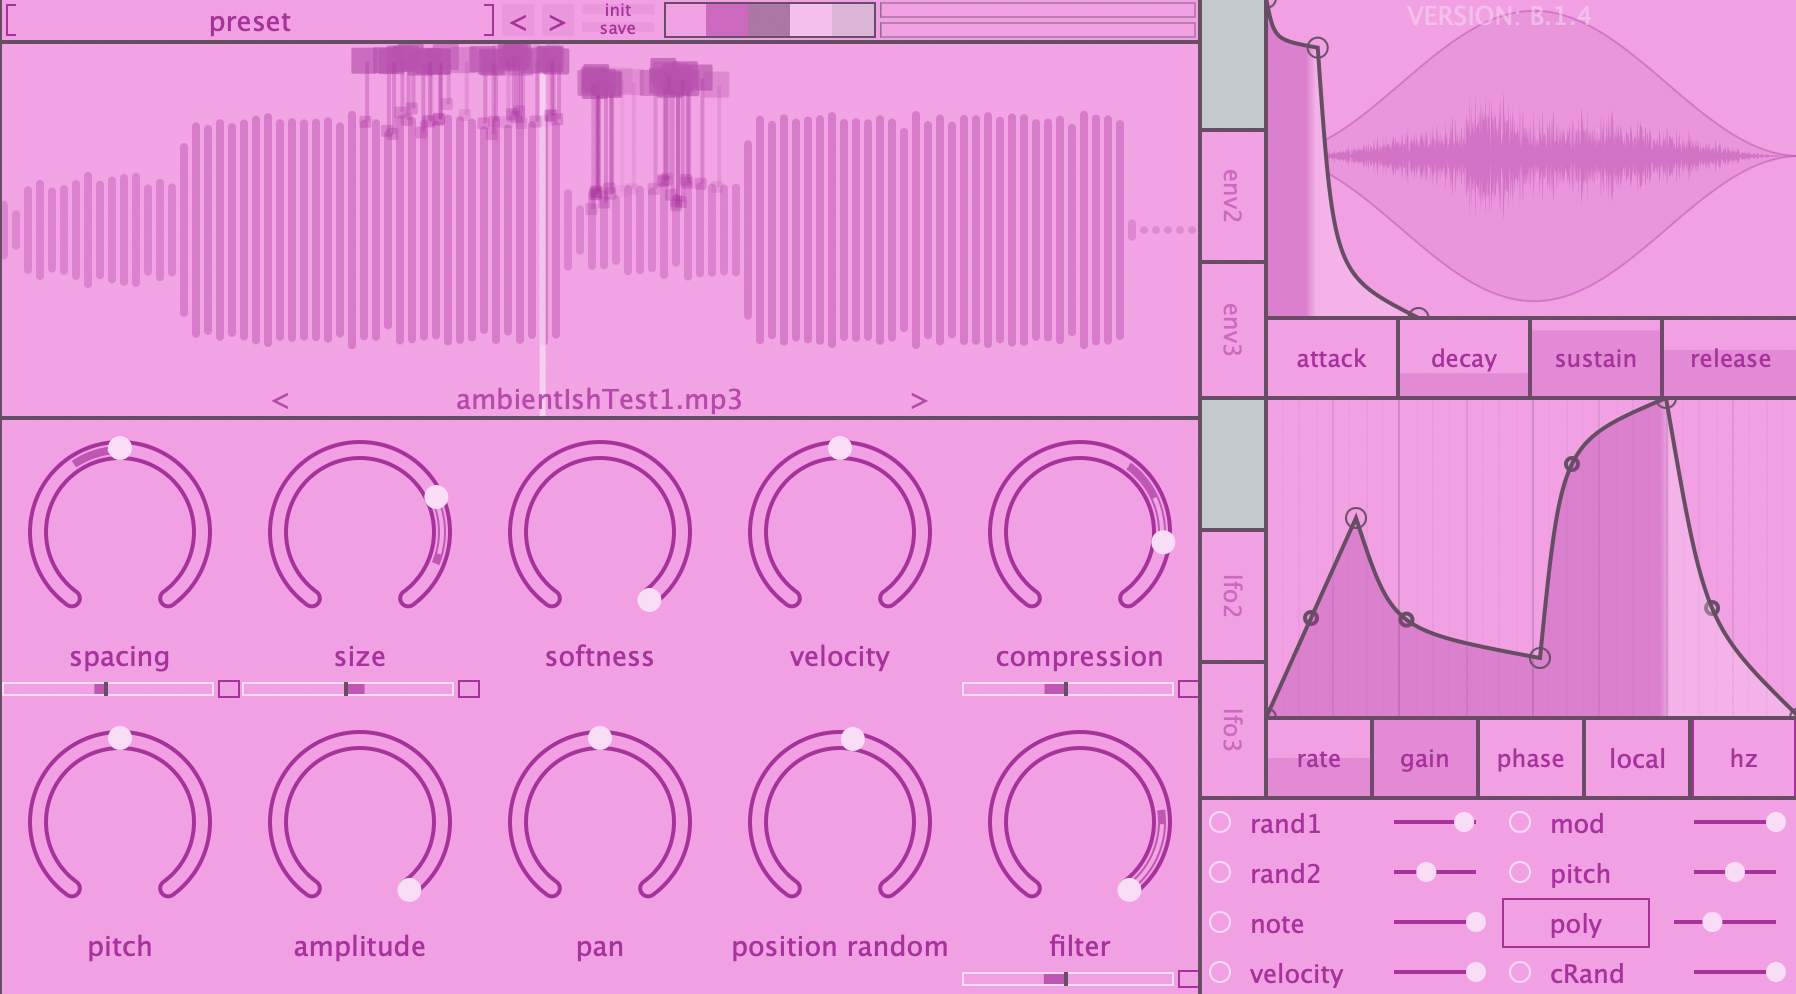 preset
<
>
init
save
VERSION: B.1.4
<
ambientIshTest1.mp3
>
env2
env3
attack
decay
sustain
release
spacing
size
softness
velocity
compression
lfo2
lfo3
rate
gain
phase
local
hz
pitch
amplitude
pan
position random
filter
rand1
mod
rand2
pitch
note
poly
velocity
cRand